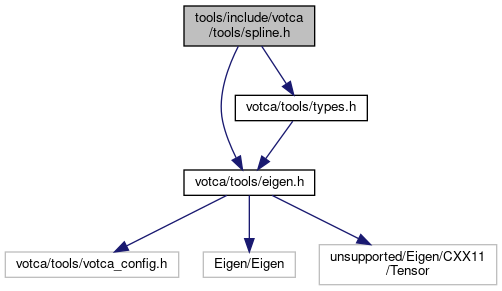 tools/include/votca
/tools/spline.h
votca/tools/types.h
votca/tools/eigen.h
votca/tools/votca_config.h
Eigen/Eigen
unsupported/Eigen/CXX11
/Tensor